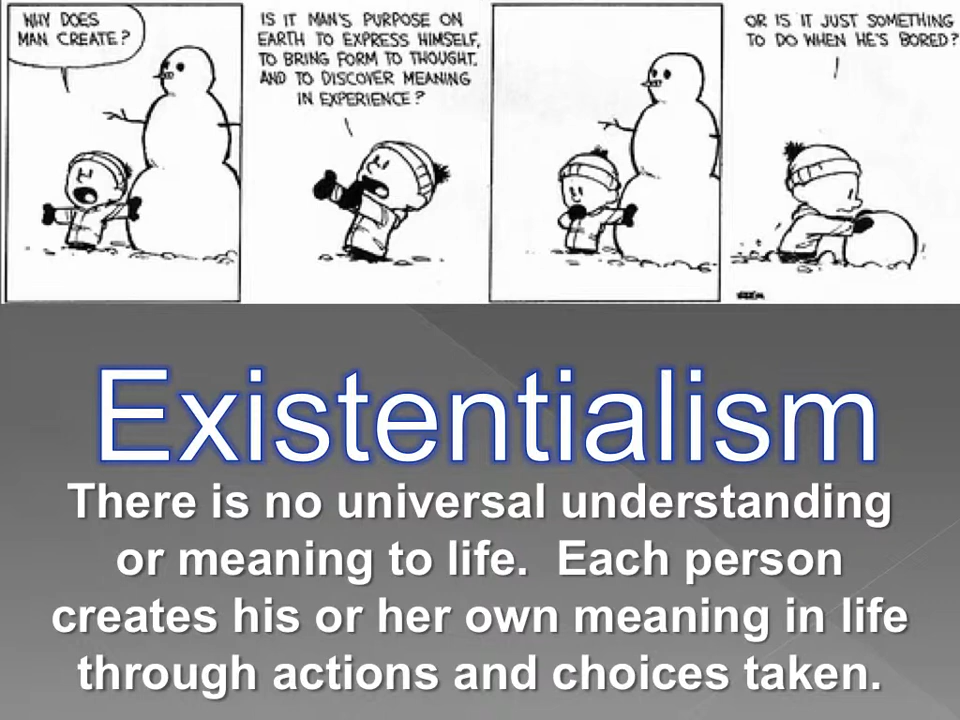 WHY DOES
MAN CREATE?
IS IT MAN'S PURPOSE ON
EARTH TO EXPRESS HIMSELF,
TO BRING FORM TO THOUGHT,
AND TO DISCOVER MEANING
IN EXPERIENCE?
OR IS IT JUST SOMETHING
TO DO WHEN HE'S BORED?
Existentialism
There is no universal understanding
or meaning to life.  Each person
creates his or her own meaning in life
through actions and choices taken.